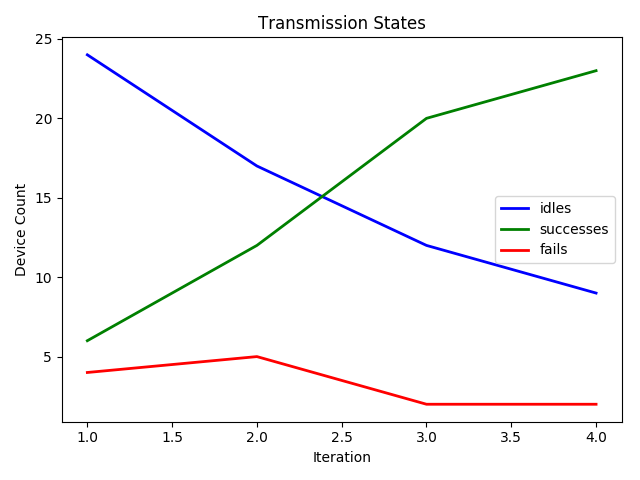 Transmission States
25
20
15
10
5
Device Count
idles
successes
fails
1.0 1.5 2.0 2.5 3.0 3.5 4.0
Iteration